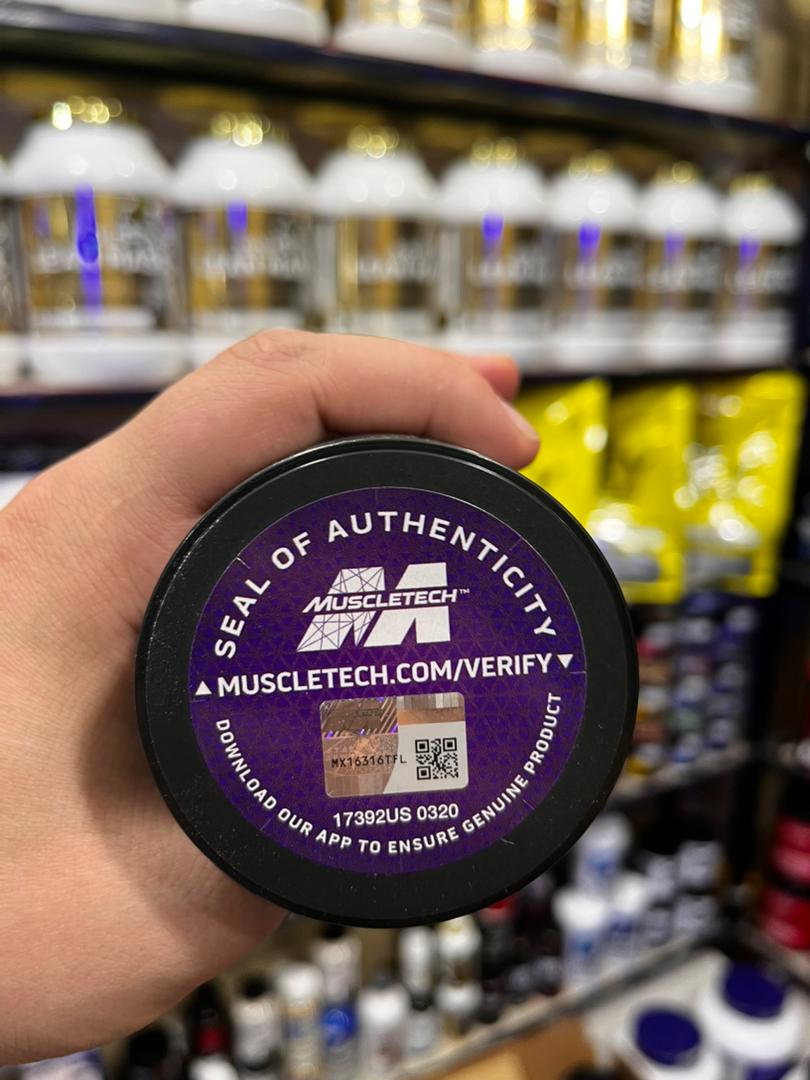 SEAL OF AUTHENTICITY
MUSCLETECH™
▲MUSCLETECH.COM/VERIFY▼
MX16316TFL
17392US 0320
DOWNLOAD OUR APP TO ENSURE GENUINE PRODUCT